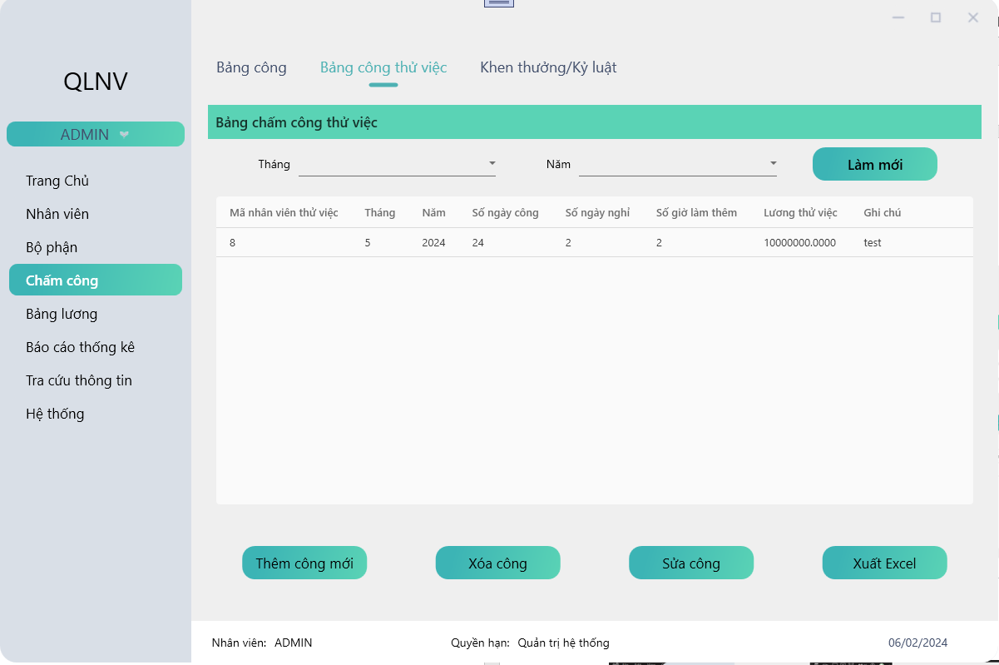 QLNV
ADMIN
Trang Chủ
Nhân viên
Bộ phận
Chấm công
Bảng lương
Báo cáo thống kê
Tra cứu thông tin
Hệ thống
Bảng công Bảng công thử việc Khen thưởng/Kỷ luật
Bảng chấm công thử việc
Tháng Năm Làm mới
Mã nhân viên thử việc Tháng Năm Số ngày công Số ngày nghỉ Số giờ làm thêm Lương thử việc Ghi chú
8 5 2024 24 2 2 10000000.0000 test
Thêm công mới Xóa công Sửa công Xuất Excel
Nhân viên: ADMIN Quyền hạn: Quản trị hệ thống 06/02/2024